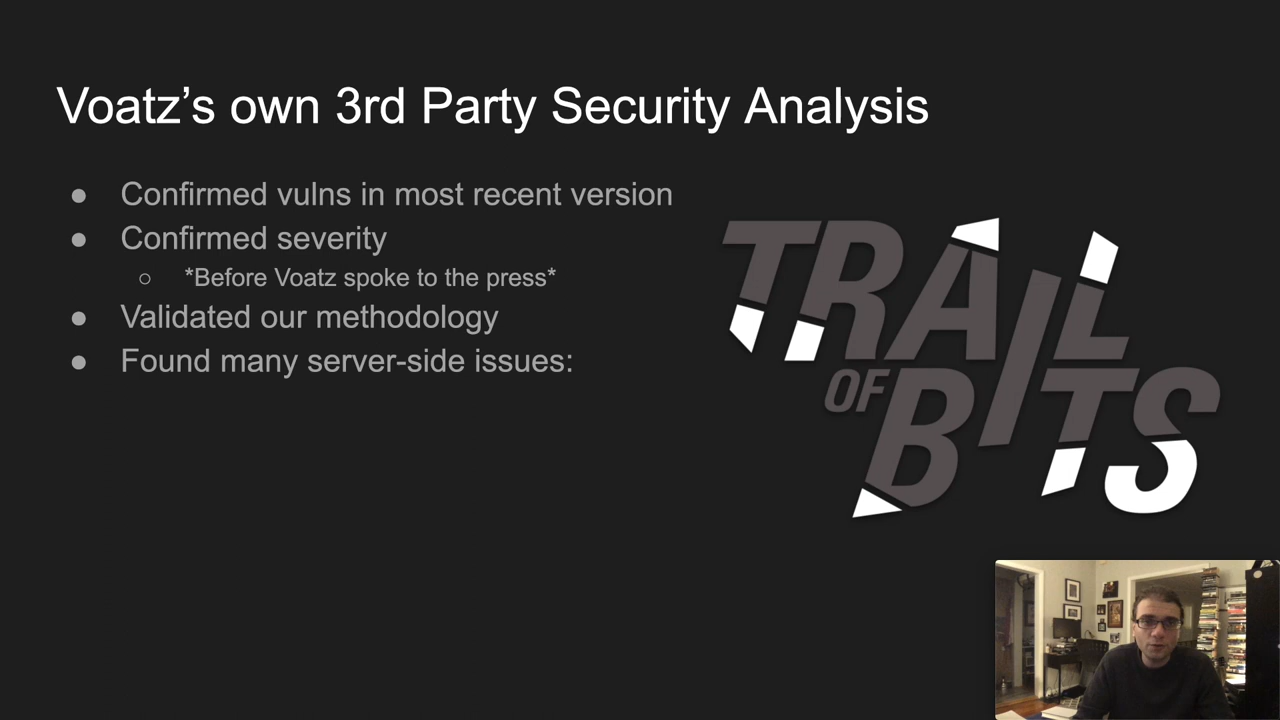 Voatz’s own 3rd Party Security Analysis
● Confirmed vulns in most recent version
● Confirmed severity
○ *Before Voatz spoke to the press*
● Validated our methodology
● Found many server-side issues:
TRAIL
OF
BITS